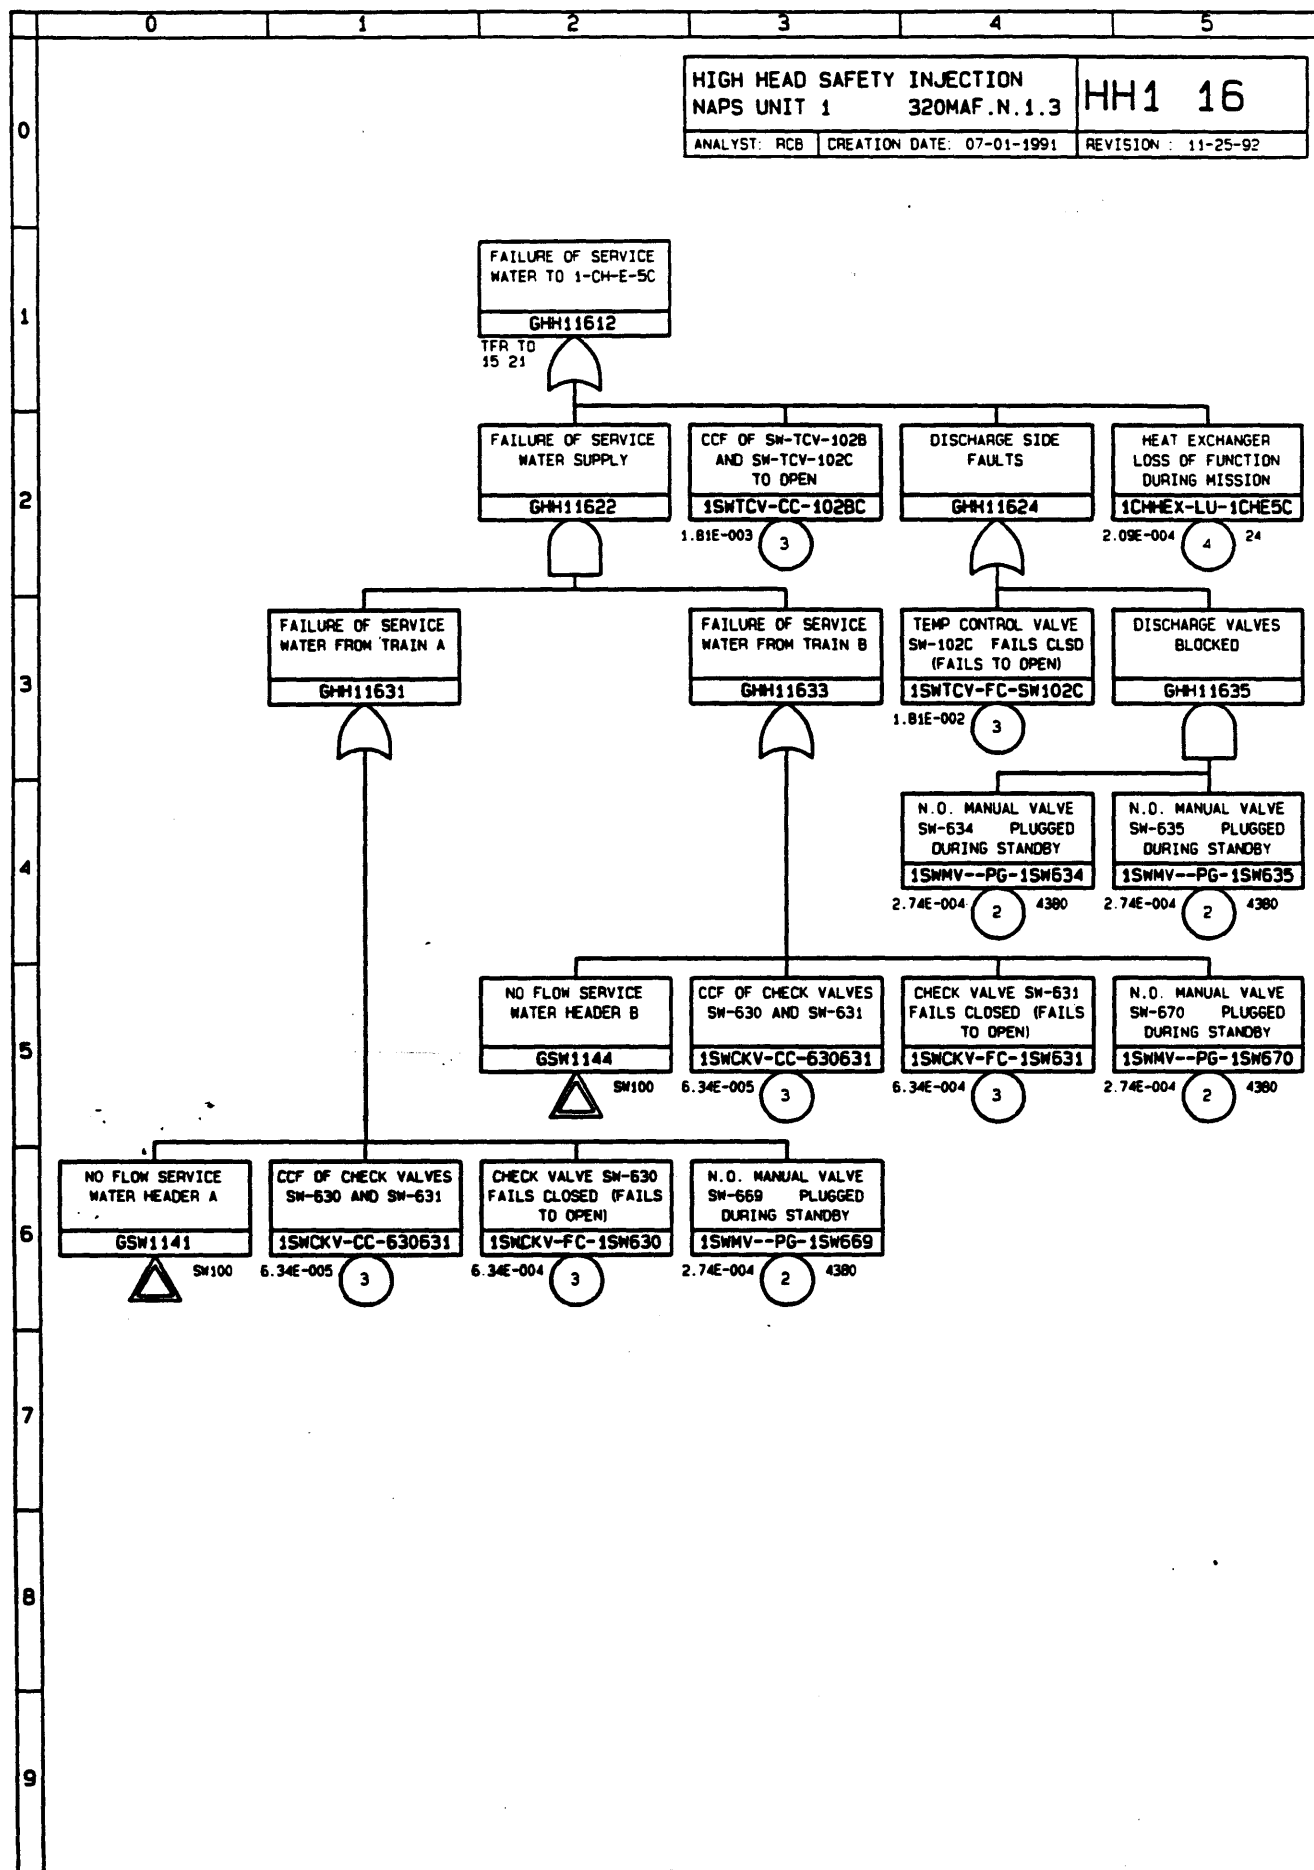 0 1 2 3 4 5
HIGH HEAD SAFETY INJECTION
NAPS UNIT 1 320MAF.N.1.3
HH1 16
ANALYST: RCB CREATION DATE: 07-01-1991 REVISION : 11-25-92
0
FAILURE OF SERVICE
WATER TO 1-CH-E-5C
GHH11612
TFR TO
15 21
1
FAILURE OF SERVICE
WATER SUPPLY
GHH11622
CCF OF SW-TCV-102B
AND SW-TCV-102C
TO OPEN
1SWTCV-CC-102BC
1.81E-003 3
DISCHARGE SIDE
FAULTS
GHH11624
HEAT EXCHANGER
LOSS OF FUNCTION
DURING MISSION
1CHHEX-LU-1CHE5C
2.09E-004 4 24
2
FAILURE OF SERVICE
WATER FROM TRAIN A
GHH11631
FAILURE OF SERVICE
WATER FROM TRAIN B
GHH11633
TEMP CONTROL VALVE
SW-102C FAILS CLSD
(FAILS TO OPEN)
1SWTCV-FC-SW102C
1.81E-002 3
DISCHARGE VALVES
BLOCKED
GHH11635
3
N.O. MANUAL VALVE
SW-634 PLUGGED
DURING STANDBY
1SWMV--PG-1SW634
2.74E-004 2 4380
N.O. MANUAL VALVE
SW-635 PLUGGED
DURING STANDBY
1SWMV--PG-1SW635
2.74E-004 2 4380
4
NO FLOW SERVICE
WATER HEADER B
GSW1144
SW100
CCF OF CHECK VALVES
SW-630 AND SW-631
1SWCKV-CC-630631
6.34E-005 3
CHECK VALVE SW-631
FAILS CLOSED (FAILS
TO OPEN)
1SWCKV-FC-1SW631
6.34E-004 3
N.O. MANUAL VALVE
SW-670 PLUGGED
DURING STANDBY
1SWMV--PG-1SW670
2.74E-004 2 4380
5
NO FLOW SERVICE
WATER HEADER A
GSW1141
SW100
CCF OF CHECK VALVES
SW-630 AND SW-631
1SWCKV-CC-630631
6.34E-005 3
CHECK VALVE SW-630
FAILS CLOSED (FAILS
TO OPEN)
1SWCKV-FC-1SW630
6.34E-004 3
N.O. MANUAL VALVE
SW-669 PLUGGED
DURING STANDBY
1SWMV--PG-1SW669
2.74E-004 2 4380
6
7
8
9